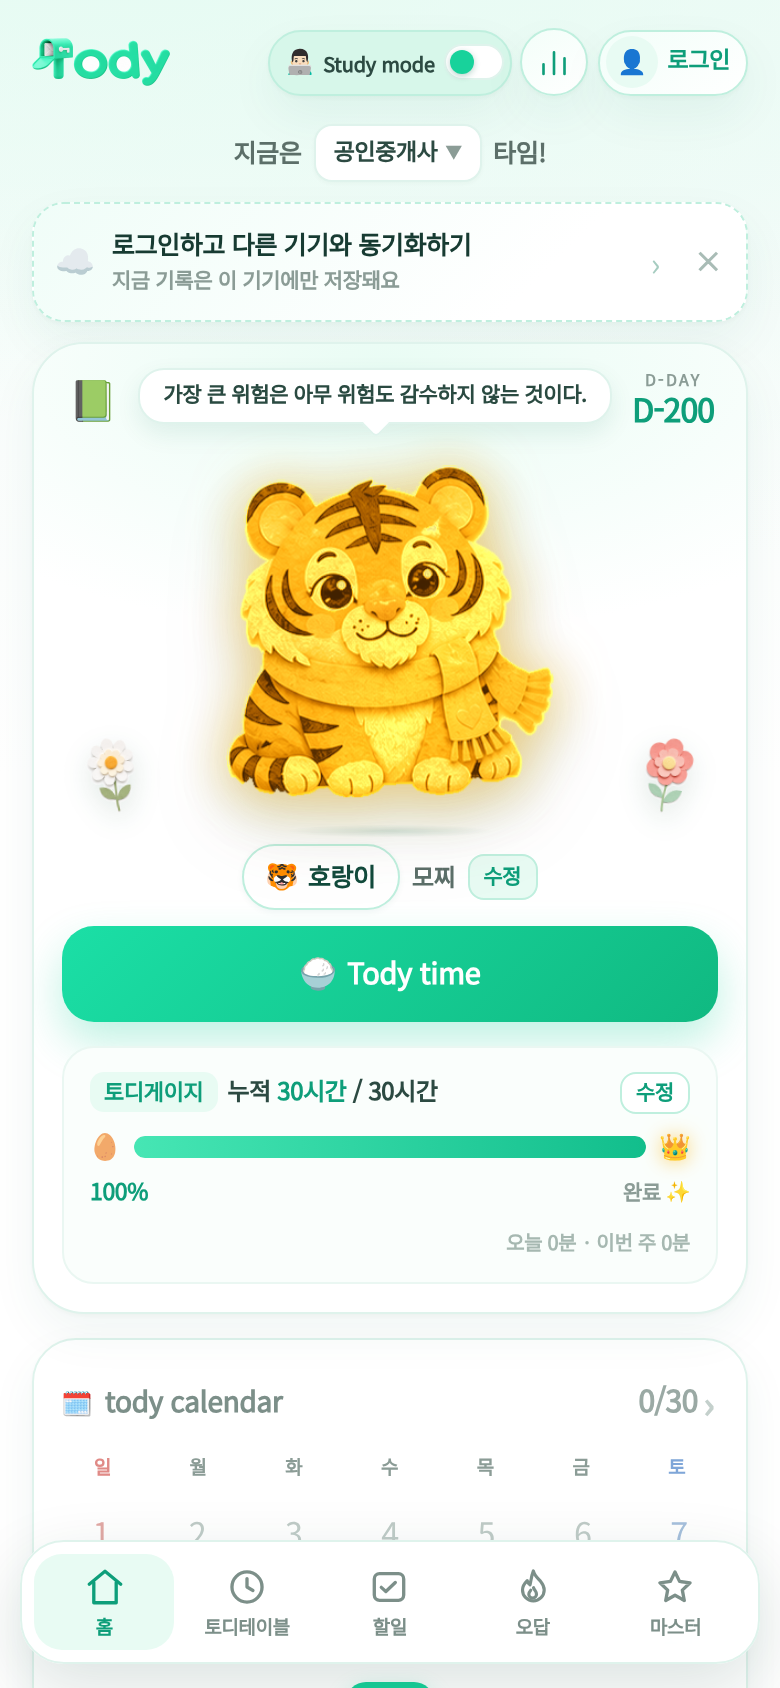 Tody
Study mode
로그인
지금은 공인중개사 ▼ 타임!
로그인하고 다른 기기와 동기화하기
지금 기록은 이 기기에만 저장돼요
가장 큰 위험은 아무 위험도 감수하지 않는 것이다.
D-DAY
D-200
호랑이 모찌 수정
Tody time
토디게이지 누적 30시간 / 30시간 수정
100% 완료 ✨
오늘 0분 · 이번 주 0분
tody calendar 0/30 ›
일 월 화 수 목 금 토
1 2 3 4 5 6 7
홈 토디테이블 할일 오답 마스터